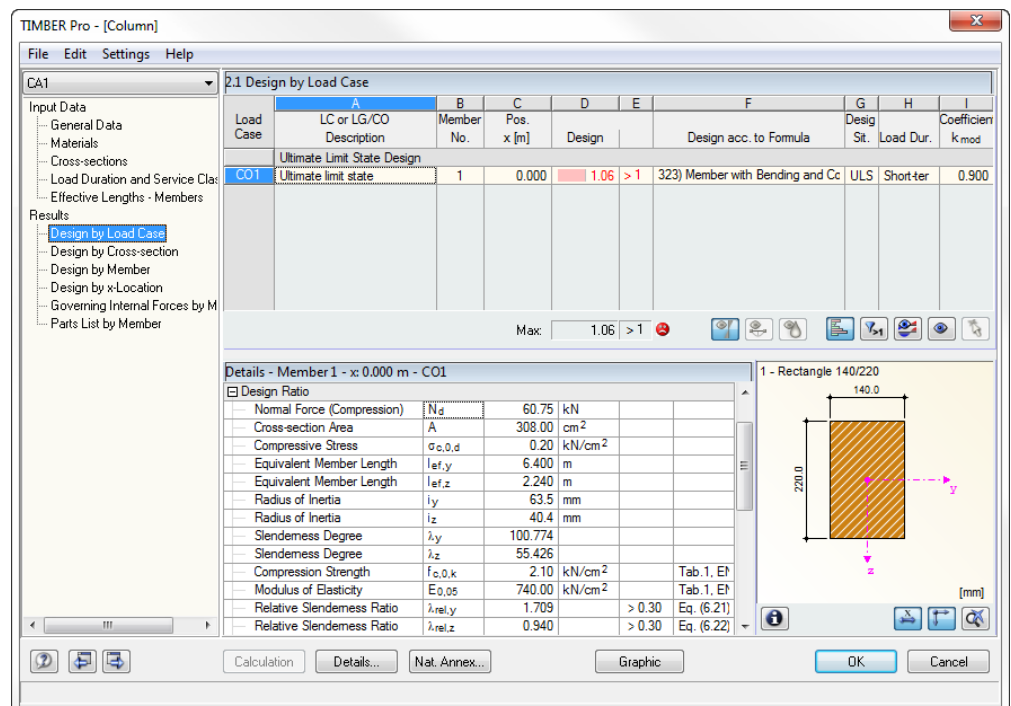 TIMBER Pro - [Column]
File Edit Settings Help
CA1
Input Data
General Data
Materials
Cross-sections
Load Duration and Service Clas
Effective Lengths - Members
Results
Design by Load Case
Design by Cross-section
Design by Member
Design by x-Location
Governing Internal Forces by M
Parts List by Member
2.1 Design by Load Case
A B C D E F G H I
Load LC or LG/CO Member Pos. Desig Coefficien
Case Description No. x [m] Design Design acc. to Formula Sit. Load Dur. k mod
Ultimate Limit State Design
CO1 Ultimate limit state 1 0.000 1.06 > 1 323) Member with Bending and Cc ULS Short-ter 0.900
Max: 1.06 > 1
Details - Member 1 - x: 0.000 m - CO1
Design Ratio
Normal Force (Compression) Nd 60.75 kN
Cross-section Area A 308.00 cm2
Compressive Stress σc,0,d 0.20 kN/cm2
Equivalent Member Length lef,y 6.400 m
Equivalent Member Length lef,z 2.240 m
Radius of Inertia iy 63.5 mm
Radius of Inertia iz 40.4 mm
Slenderness Degree λy 100.774
Slenderness Degree λz 55.426
Compression Strength fc,0,k 2.10 kN/cm2 Tab.1, EN
Modulus of Elasticity E0,05 740.00 kN/cm2 Tab.1, EN
Relative Slenderness Ratio λrel,y 1.709 > 0.30 Eq. (6.21)
Relative Slenderness Ratio λrel,z 0.940 > 0.30 Eq. (6.22)
1 - Rectangle 140/220
140.0
220.0
y
z
[mm]
Calculation Details... Nat. Annex... Graphic OK Cancel